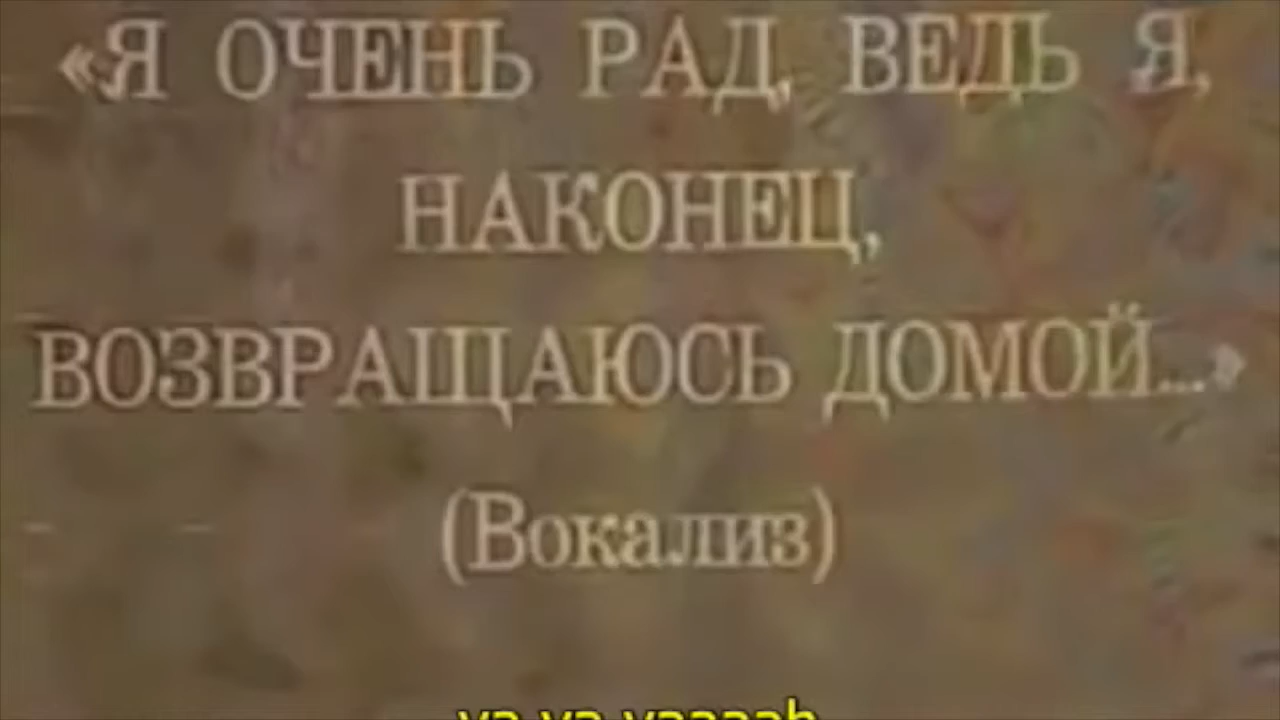 «Я ОЧЕНЬ РАД, ВЕДЬ Я,
НАКОНЕЦ,
ВОЗВРАЩАЮСЬ ДОМОЙ...»
(Вокализ)